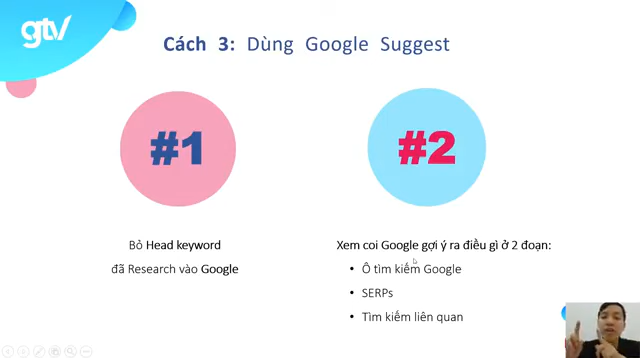 gtv
Cách 3: Dùng Google Suggest
#1
#2
Bỏ Head keyword
đã Research vào Google
Xem coi Google gợi ý ra điều gì ở 2 đoạn:
• Ô tìm kiếm Google
• SERPs
• Tìm kiếm liên quan